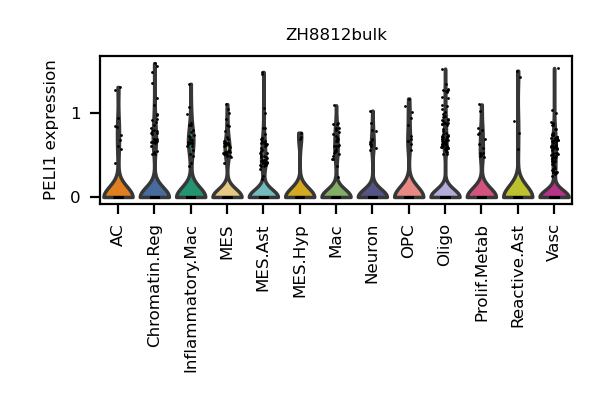 ZH8812bulk
PELI1 expression
1
0
AC
Chromatin.Reg
Inflammatory.Mac
MES
MES.Ast
MES.Hyp
Mac
Neuron
OPC
Oligo
Prolif.Metab
Reactive.Ast
Vasc